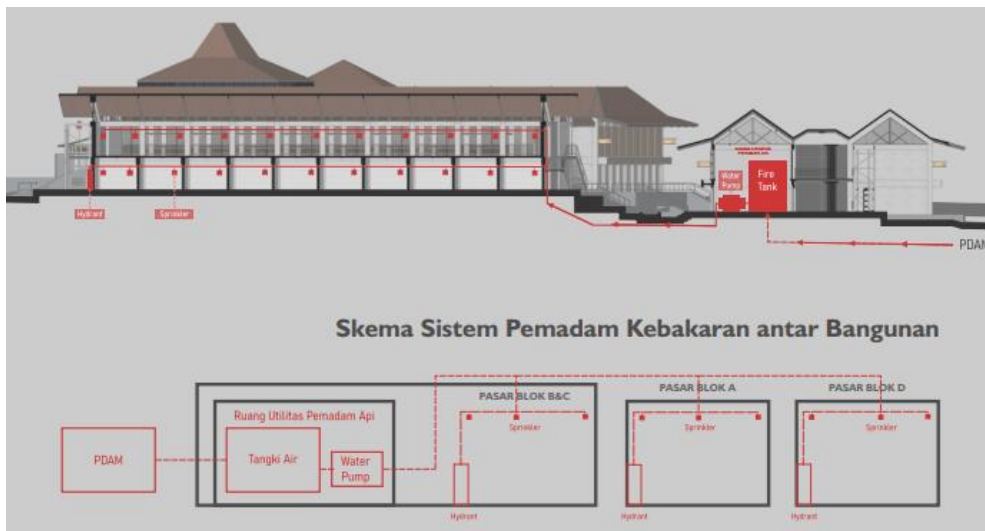 Water
Pump
Fire
Tank
Hydrant
Sprinkler
PDAM
Skema Sistem Pemadam Kebakaran antar Bangunan
PASAR BLOK B&C
PASAR BLOK A
PASAR BLOK D
Ruang Utilitas Pemadam Api
Sprinkler
Sprinkler
Sprinkler
PDAM
Tangki Air
Water
Pump
Hydrant
Hydrant
Hydrant